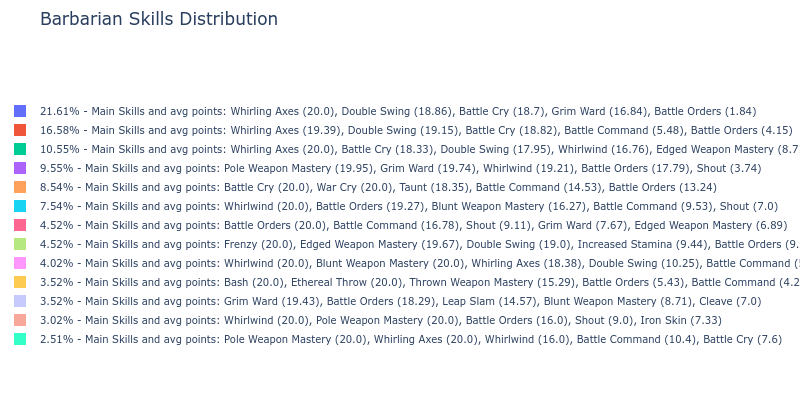 Barbarian Skills Distribution
21.61% - Main Skills and avg points: Whirling Axes (20.0), Double Swing (18.86), Battle Cry (18.7), Grim Ward (16.84), Battle Orders (1.84)
16.58% - Main Skills and avg points: Whirling Axes (19.39), Double Swing (19.15), Battle Cry (18.82), Battle Command (5.48), Battle Orders (4.15)
10.55% - Main Skills and avg points: Whirling Axes (20.0), Battle Cry (18.33), Double Swing (17.95), Whirlwind (16.76), Edged Weapon Mastery (8.7
9.55% - Main Skills and avg points: Pole Weapon Mastery (19.95), Grim Ward (19.74), Whirlwind (19.21), Battle Orders (17.79), Shout (3.74)
8.54% - Main Skills and avg points: Battle Cry (20.0), War Cry (20.0), Taunt (18.35), Battle Command (14.53), Battle Orders (13.24)
7.54% - Main Skills and avg points: Whirlwind (20.0), Battle Orders (19.27), Blunt Weapon Mastery (16.27), Battle Command (9.53), Shout (7.0)
4.52% - Main Skills and avg points: Battle Orders (20.0), Battle Command (16.78), Shout (9.11), Grim Ward (7.67), Edged Weapon Mastery (6.89)
4.52% - Main Skills and avg points: Frenzy (20.0), Edged Weapon Mastery (19.67), Double Swing (19.0), Increased Stamina (9.44), Battle Orders (9.
4.02% - Main Skills and avg points: Whirlwind (20.0), Blunt Weapon Mastery (20.0), Whirling Axes (18.38), Double Swing (10.25), Battle Command (
3.52% - Main Skills and avg points: Bash (20.0), Ethereal Throw (20.0), Thrown Weapon Mastery (15.29), Battle Orders (5.43), Battle Command (4.2
3.52% - Main Skills and avg points: Grim Ward (19.43), Battle Orders (18.29), Leap Slam (14.57), Blunt Weapon Mastery (8.71), Cleave (7.0)
3.02% - Main Skills and avg points: Whirlwind (20.0), Pole Weapon Mastery (20.0), Battle Orders (16.0), Shout (9.0), Iron Skin (7.33)
2.51% - Main Skills and avg points: Pole Weapon Mastery (20.0), Whirling Axes (20.0), Whirlwind (16.0), Battle Command (10.4), Battle Cry (7.6)